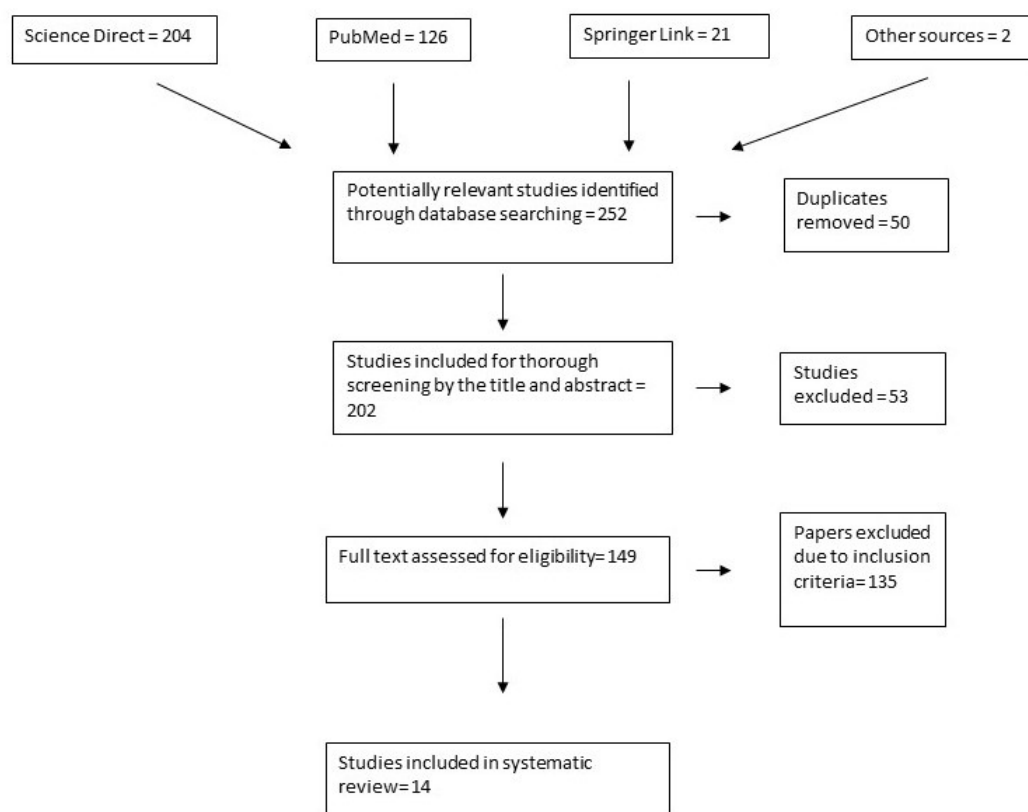 Science Direct = 204
PubMed = 126
Springer Link = 21
Other sources = 2
Potentially relevant studies identified
through database searching = 252
Duplicates
removed = 50
Studies included for thorough
screening by the title and abstract =
202
Studies
excluded = 53
Full text assessed for eligibility= 149
Papers excluded
due to inclusion
criteria= 135
Studies included in systematic
review= 14